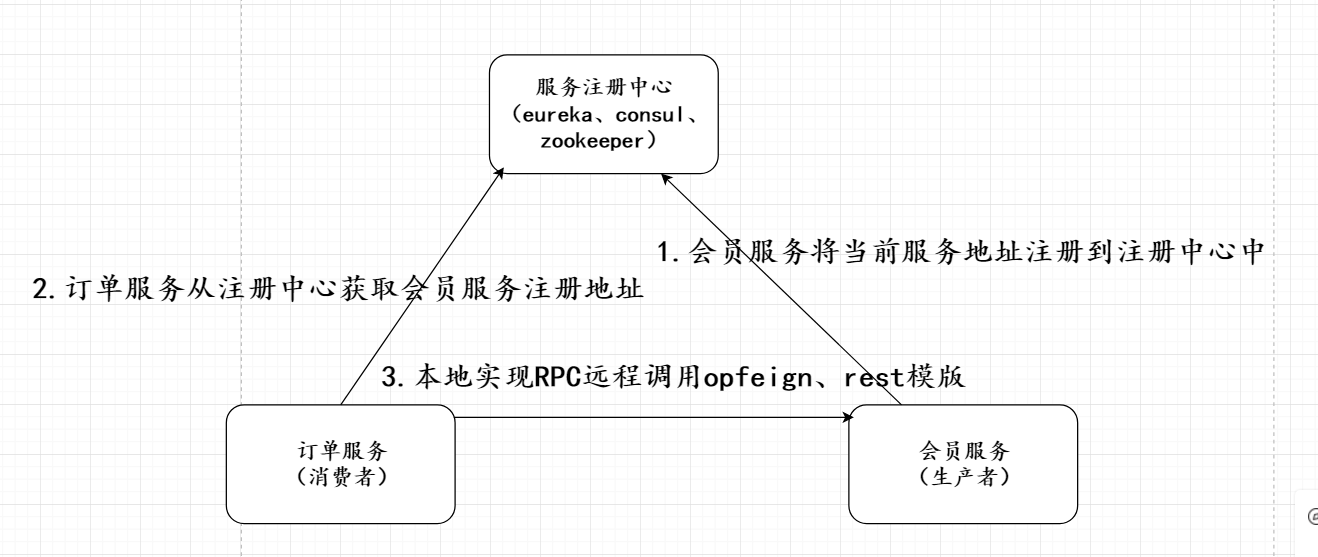 服务注册中心
（eureka、consul、
zookeeper）
1.会员服务将当前服务地址注册到注册中心中
2.订单服务从注册中心获取会员服务注册地址
3.本地实现RPC远程调用opfeign、rest模版
订单服务
（消费者）
会员服务
（生产者）